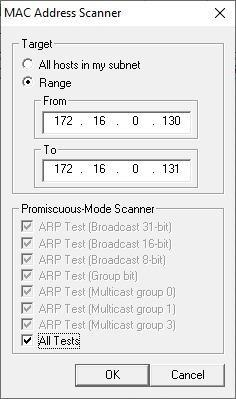 MAC Address Scanner
Target
All hosts in my subnet
Range
From
172 . 16 . 0 . 130
To
172 . 16 . 0 . 131
Promiscuous-Mode Scanner
ARP Test (Broadcast 31-bit)
ARP Test (Broadcast 16-bit)
ARP Test (Broadcast 8-bit)
ARP Test (Group bit)
ARP Test (Multicast group 0)
ARP Test (Multicast group 1)
ARP Test (Multicast group 3)
All Tests
OK Cancel